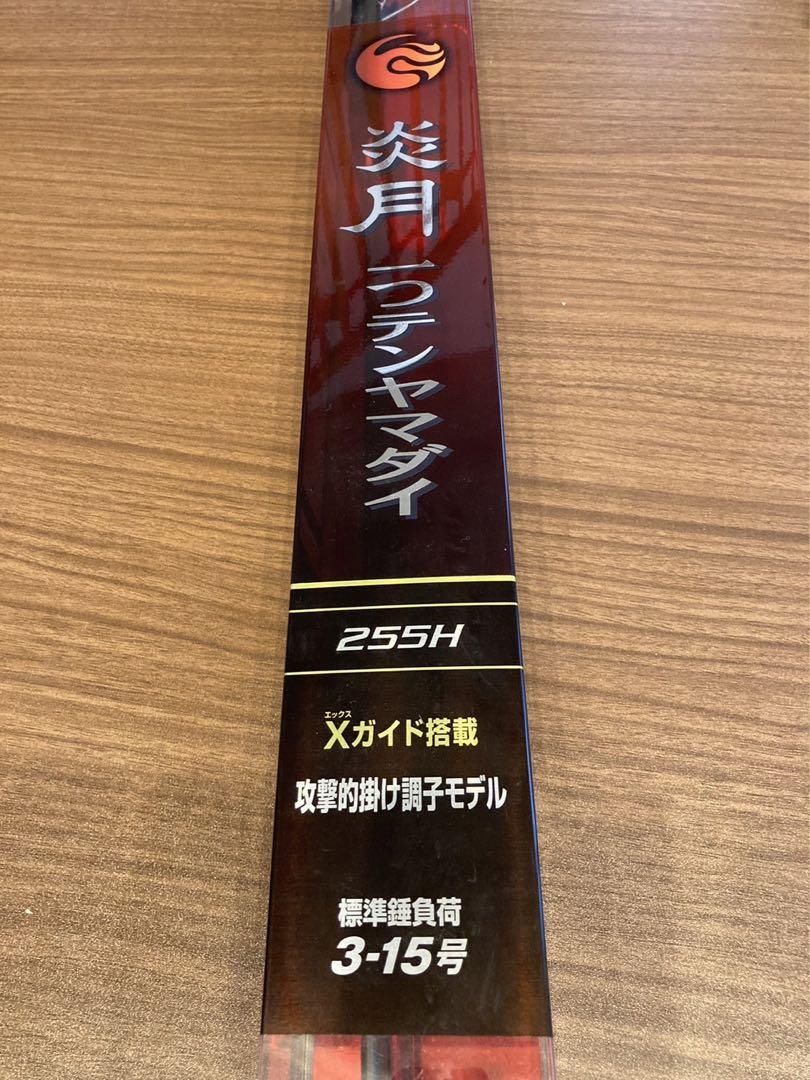 炎月
一つテンヤマダイ
255H
エックス
Xガイド搭載
攻撃的掛け調子モデル
標準錘負荷
3-15号